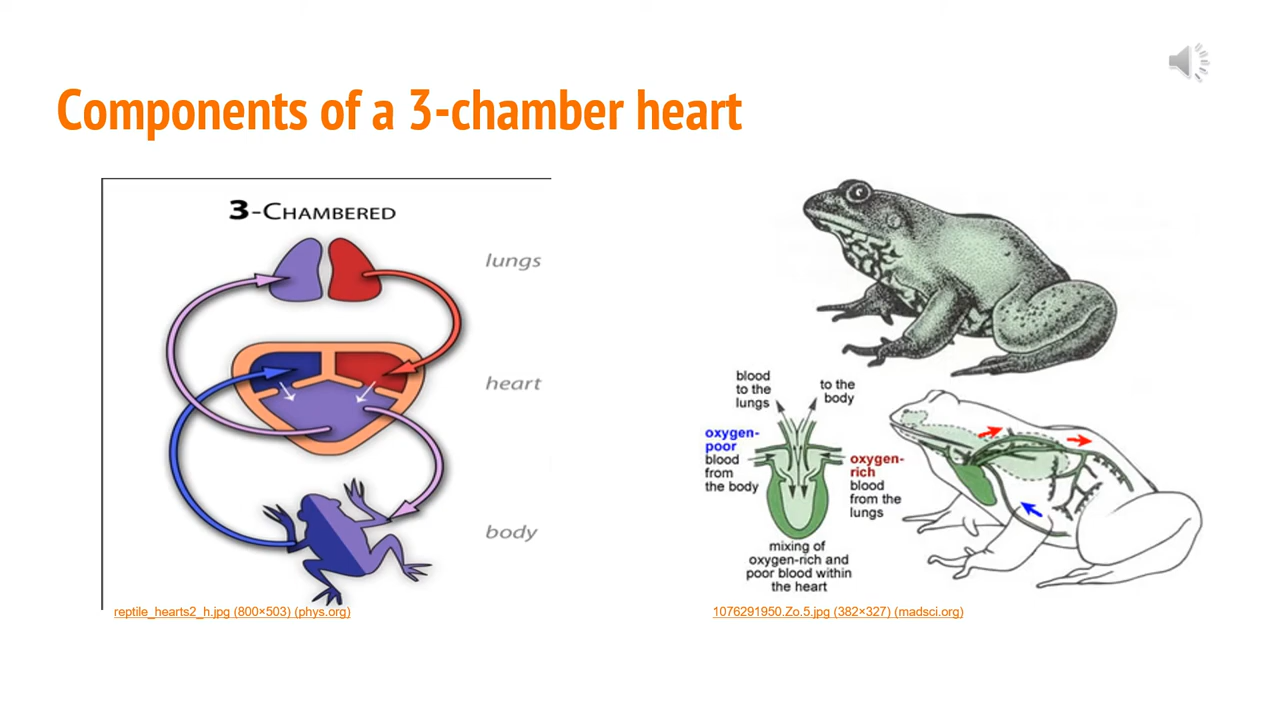 Components of a 3-chamber heart
3-CHAMBERED
lungs
heart
body
reptile_hearts2_h.jpg (800×503) (phys.org)
blood
to the
lungs
to the
body
oxygen-
poor
blood
from
the body
oxygen-
rich
blood
from the
lungs
mixing of
oxygen-rich and
poor blood within
the heart
1076291950.Zo.5.jpg (382×327) (madsci.org)